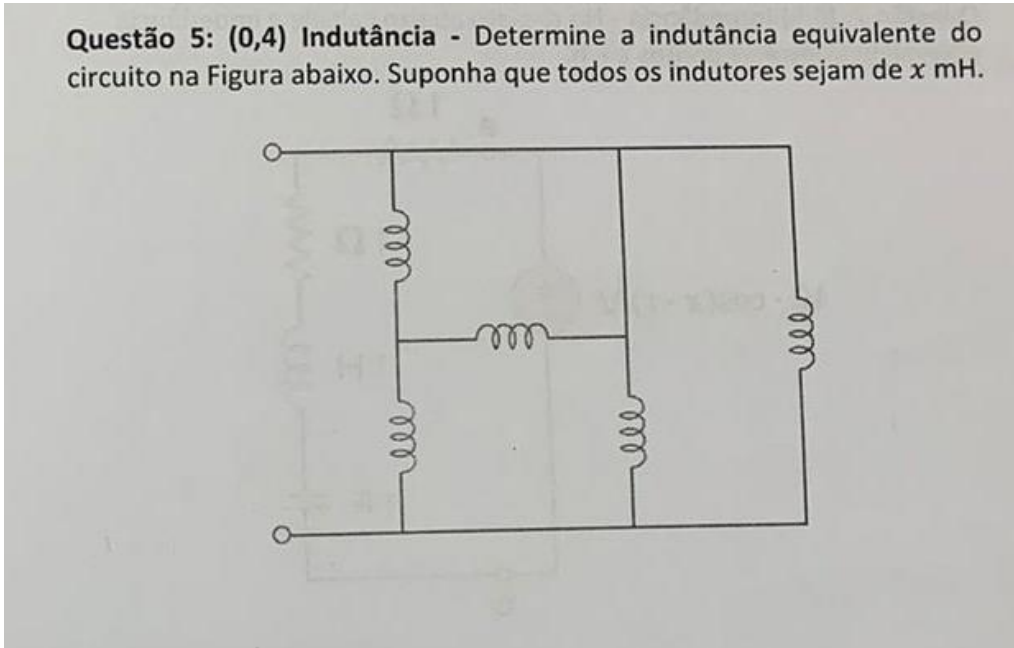 Questão 5: (0,4) Indutância - Determine a indutância equivalente do
circuito na Figura abaixo. Suponha que todos os indutores sejam de x mH.